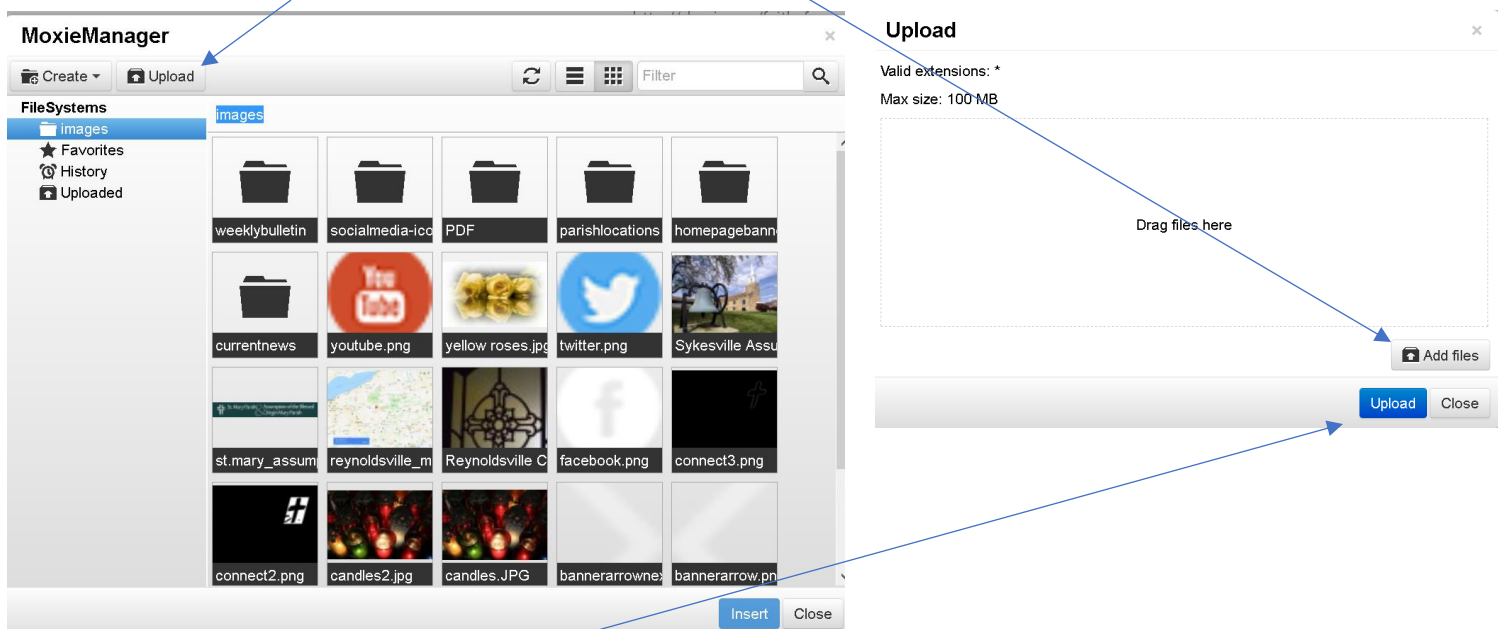 MoxieManager
×
Create
Upload
Filter
FileSystems
images
Favorites
History
Uploaded
images
weeklybulletin
socialmedia-ico
PDF
parishlocations
homepagebann
currentnews
You
Tube
youtube.png
yellow roses.jpg
twitter.png
Sykesville Assu
st.mary_assum
reynoldsville_m
Reynoldsville C
facebook.png
connect3.png
connect2.png
candles2.jpg
candles.JPG
bannerarrownex
bannerarrow.pn
Insert
Close
Upload
×
Valid extensions: *
Max size: 100 MB
Drag files here
Add files
Upload
Close